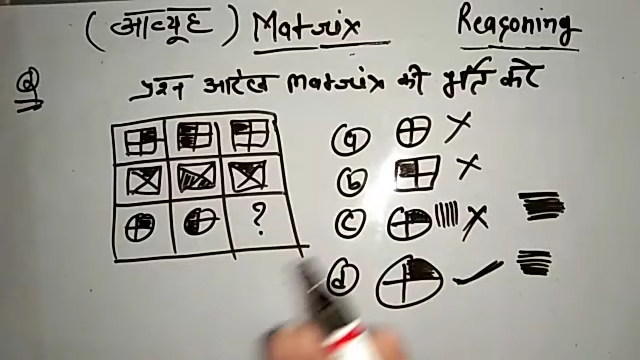 (आव्यूह) Matrix Reasoning
Q प्रश्न आरेख Matrix की पूर्ति करे
?
a
b
c
d